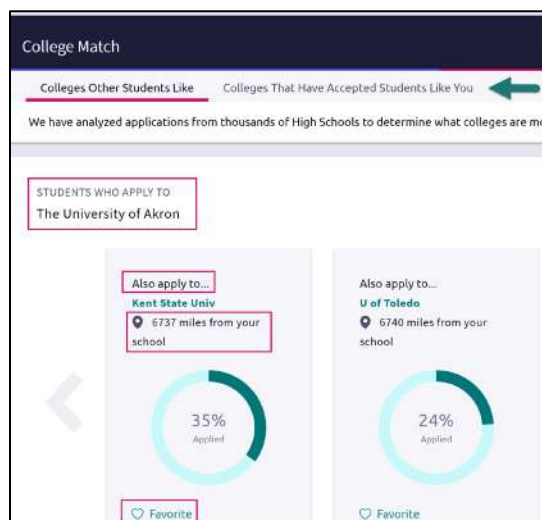 College Match
Colleges Other Students Like
Colleges That Have Accepted Students Like You
We have analyzed applications from thousands of High Schools to determine what colleges are
STUDENTS WHO APPLY TO
The University of Akron
Also apply to...
Kent State Univ
6737 miles from your
school
35%
Applied
Favorite
Also apply to...
U of Toledo
6740 miles from your
school
24%
Applied
Favorite